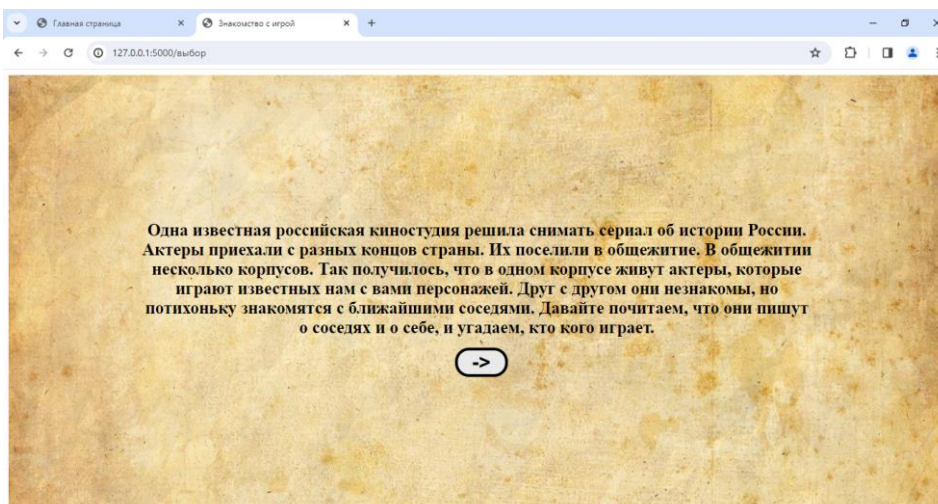 Главная страница
Знакомство с игрой
127.0.0.1:5000/выбор
Одна известная российская киностудия решила снимать сериал об истории России.
Актеры приехали с разных концов страны. Их поселили в общежитие. В общежитии
несколько корпусов. Так получилось, что в одном корпусе живут актеры, которые
играют известных нам с вами персонажей. Друг с другом они незнакомы, но
потихоньку знакомятся с ближайшими соседями. Давайте почитаем, что они пишут
о соседях и о себе, и угадаем, кто кого играет.
->